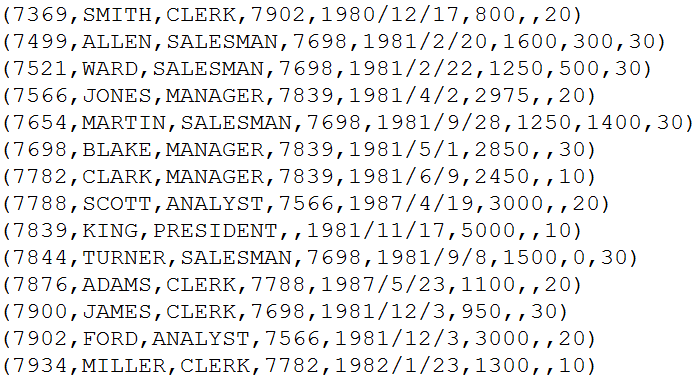 (7369,SMITH,CLERK,7902,1980/12/17,800,,20)
(7499,ALLEN,SALESMAN,7698,1981/2/20,1600,300,30)
(7521,WARD,SALESMAN,7698,1981/2/22,1250,500,30)
(7566,JONES,MANAGER,7839,1981/4/2,2975,,20)
(7654,MARTIN,SALESMAN,7698,1981/9/28,1250,1400,30)
(7698,BLAKE,MANAGER,7839,1981/5/1,2850,,30)
(7782,CLARK,MANAGER,7839,1981/6/9,2450,,10)
(7788,SCOTT,ANALYST,7566,1987/4/19,3000,,20)
(7839,KING,PRESIDENT,,1981/11/17,5000,,10)
(7844,TURNER,SALESMAN,7698,1981/9/8,1500,0,30)
(7876,ADAMS,CLERK,7788,1987/5/23,1100,,20)
(7900,JAMES,CLERK,7698,1981/12/3,950,,30)
(7902,FORD,ANALYST,7566,1981/12/3,3000,,20)
(7934,MILLER,CLERK,7782,1982/1/23,1300,,10)